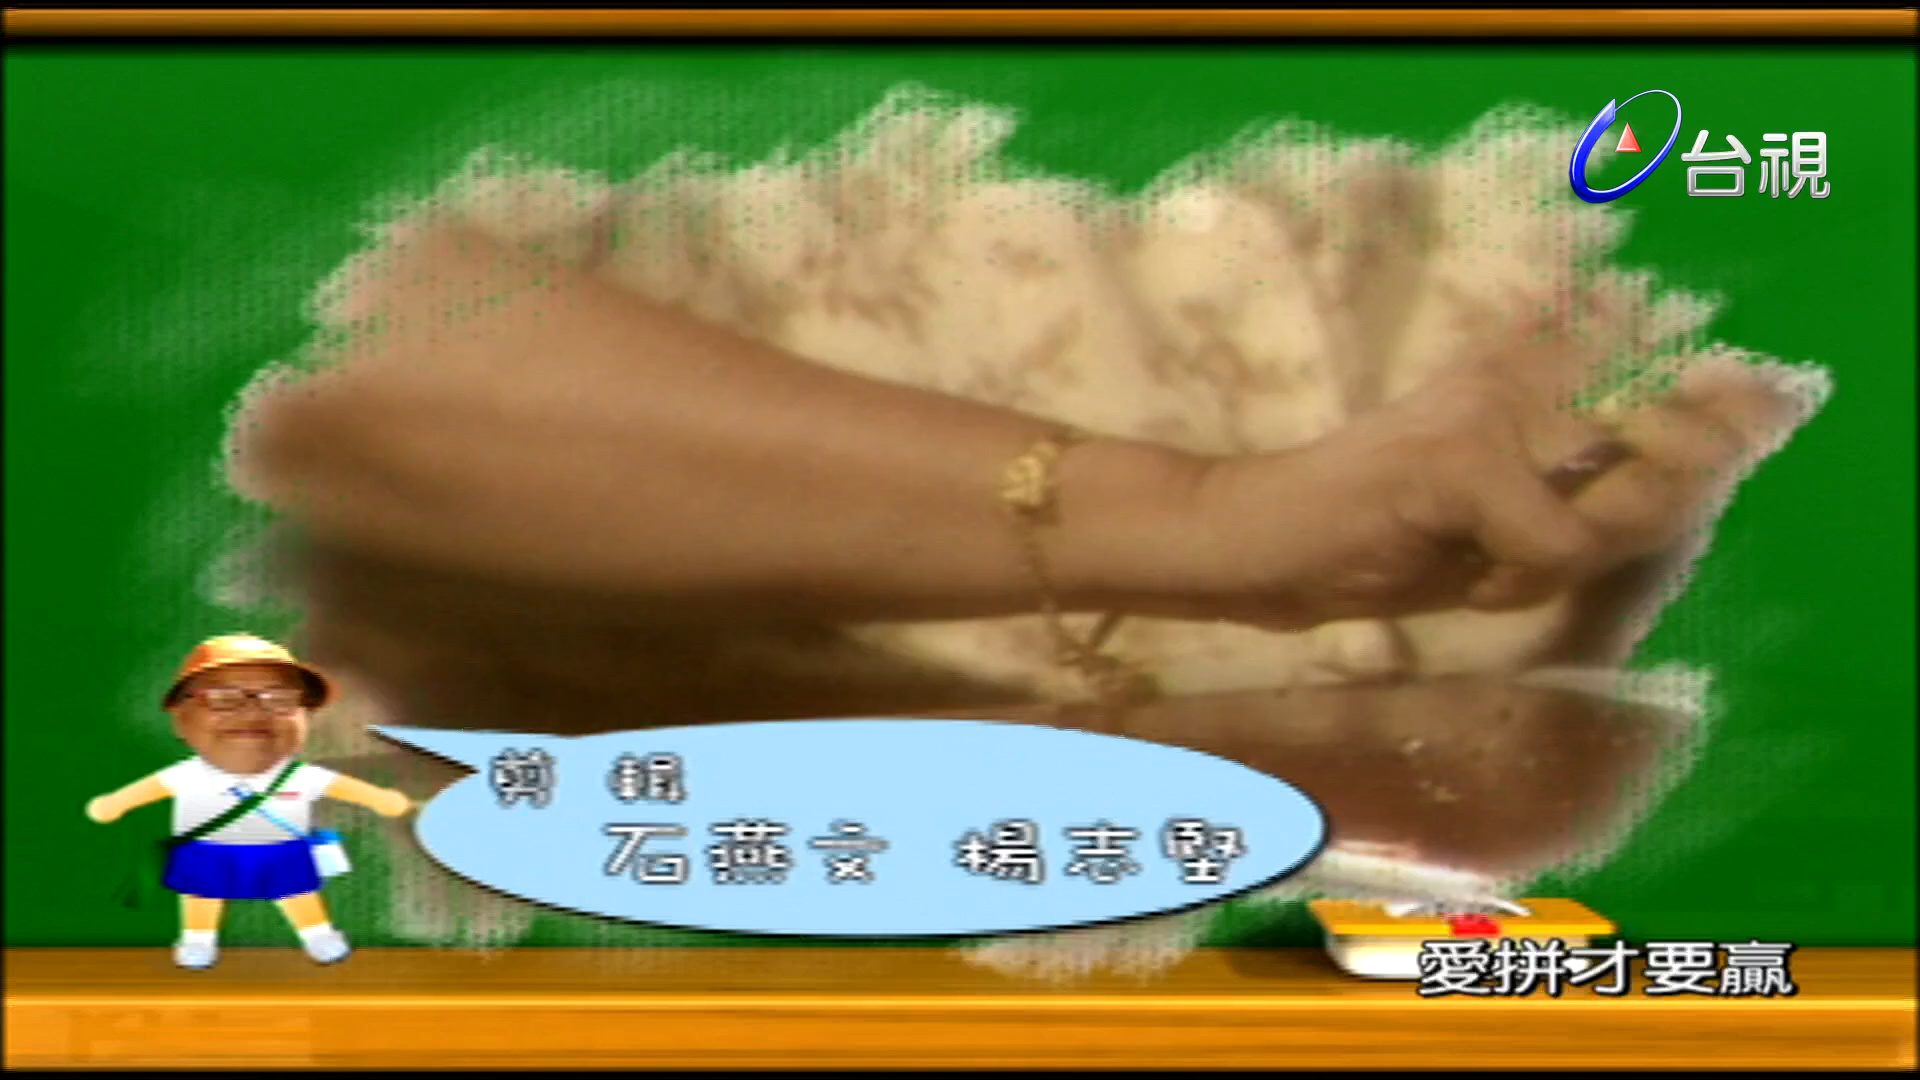 台視
剪 輯
石燕文 楊志堅
愛拼才要贏